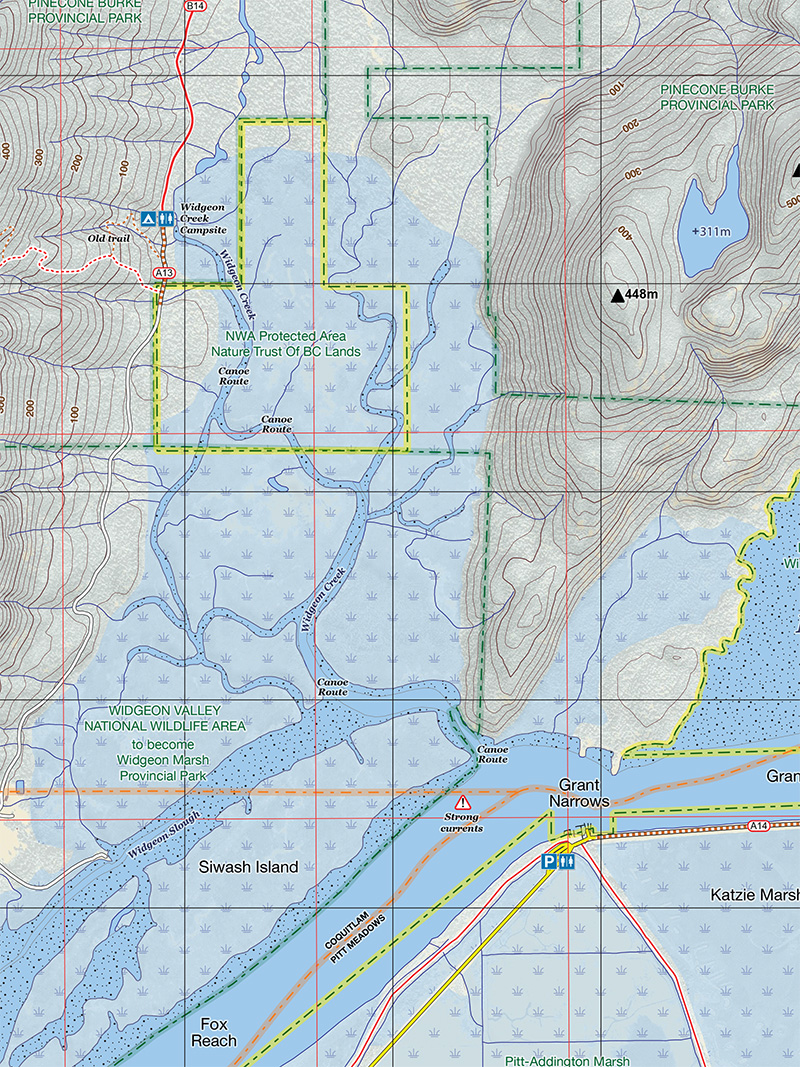 PINECONE BURKE
PROVINCIAL PARK
B14
PINECONE BURKE
PROVINCIAL PARK
100
200
300
400
400
300
200
100
Widgeon
Creek
Campsite
Old trail
A13
Widgeon Creek
+311m
448m
NWA Protected Area
Nature Trust Of BC Lands
Canoe
Route
Canoe
Route
200
100
Widgeon Creek
Canoe
Route
WIDGEON VALLEY
NATIONAL WILDLIFE AREA
to become
Widgeon Marsh
Provincial Park
Canoe
Route
Grant
Narrows
Gran
!
Strong
currents
A14
Widgeon Slough
P
Siwash Island
Katzie Marsh
COQUITLAM
PITT MEADOWS
Fox
Reach
Pitt-Addington Marsh